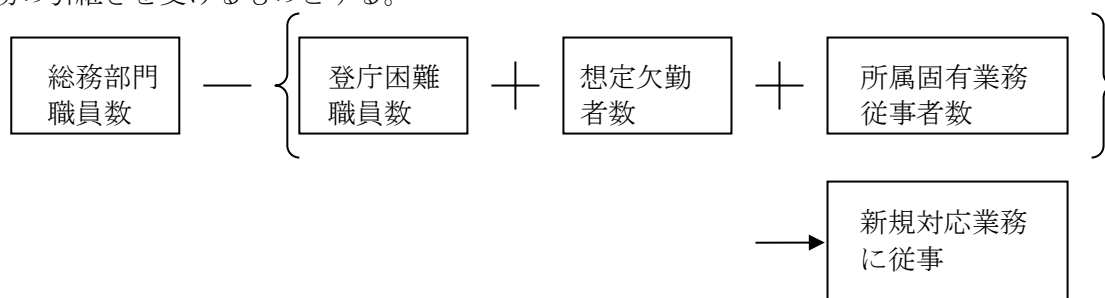 務の引継ぎを受けるものとする。
総務部門
職員数
－
登庁困難
職員数
＋
想定欠勤
者数
＋
所属固有業務
従事者数
新規対応業務
に従事